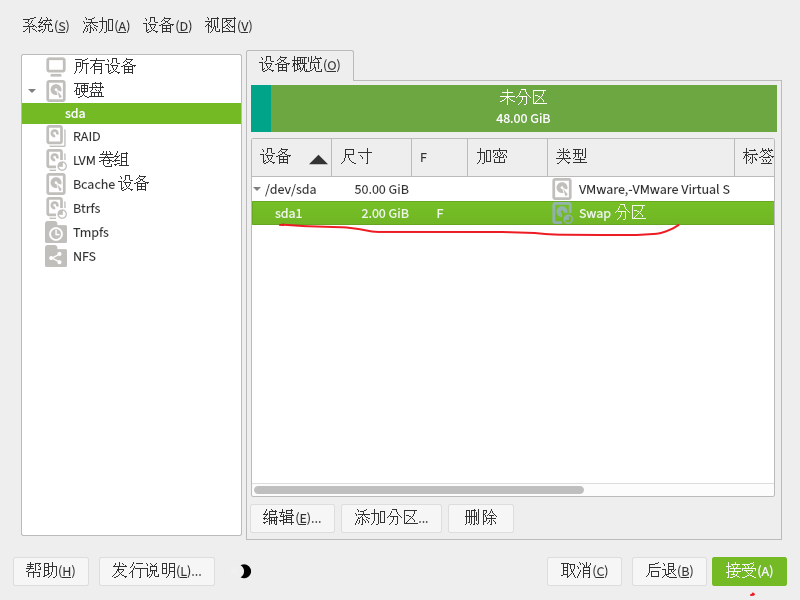 系统(S) 添加(A) 设备(D) 视图(V)
所有设备
硬盘
sda
RAID
LVM 卷组
Bcache 设备
Btrfs
Tmpfs
NFS
设备概览(O)
未分区
48.00 GiB
设备 尺寸 F 加密 类型 标签
/dev/sda 50.00 GiB VMware,-VMware Virtual S
sda1 2.00 GiB F Swap 分区
编辑(E)... 添加分区... 删除
帮助(H) 发行说明(L)... 取消(C) 后退(B) 接受(A)